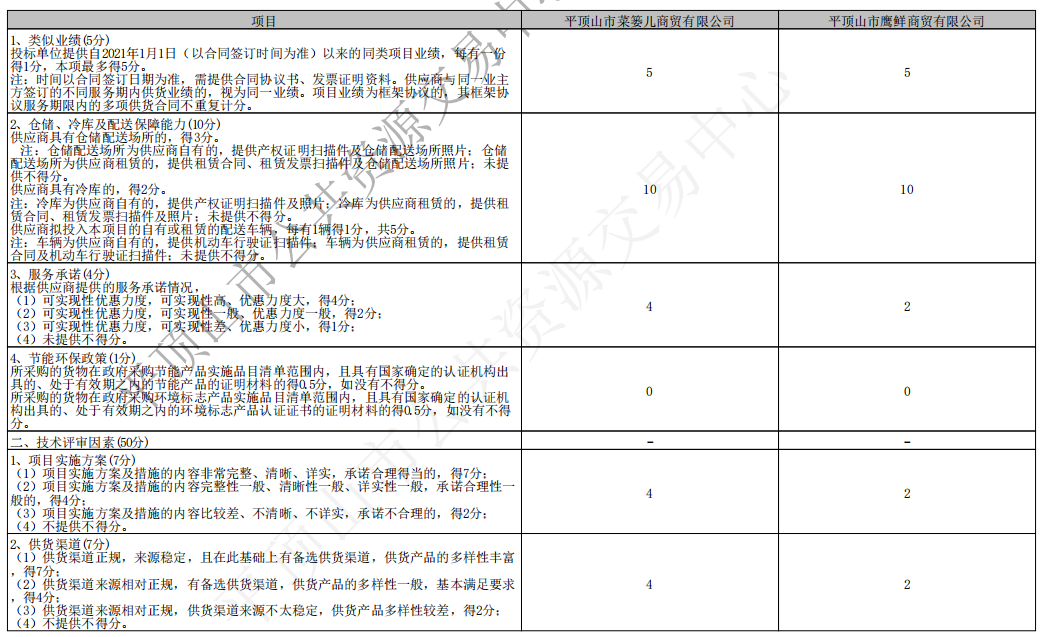 项目 平顶山市菜篓儿商贸有限公司 平顶山市鹰鲜商贸有限公司
1、类似业绩(5分)
投标单位提供自2021年1月1日（以合同签订时间为准）以来的同类项目业绩，每有一份
得1分，本项最多得5分。
注：时间以合同签订日期为准，需提供合同协议书、发票证明资料。供应商与同一业主
方签订的不同服务期内供货业绩的，视为同一业绩。项目业绩为框架协议的，其框架协
议服务期限内的多项供货合同不重复计分。
5 5
2、仓储、冷库及配送保障能力(10分)
供应商具有仓储配送场所的，得3分。
注：仓储配送场所为供应商自有的，提供产权证明扫描件及仓储配送场所照片；仓储
配送场所为供应商租赁的，提供租赁合同、租赁发票扫描件及仓储配送场所照片；未提
供不得分。
供应商具有冷库的，得2分。
注：冷库为供应商自有的，提供产权证明扫描件及照片；冷库为供应商租赁的，提供租
赁合同、租赁发票扫描件及照片；未提供不得分。
供应商拟投入本项目的自有或租赁的配送车辆，每有1辆得1分，共5分。
注：车辆为供应商自有的，提供机动车行驶证扫描件；车辆为供应商租赁的，提供租赁
合同及机动车行驶证扫描件；未提供不得分。
10 10
3、服务承诺(4分)
根据供应商提供的服务承诺情况，
（1）可实现性优惠力度，可实现性高、优惠力度大，得4分；
（2）可实现性优惠力度，可实现性一般、优惠力度一般，得2分；
（3）可实现性优惠力度，可实现性差、优惠力度小，得1分；
（4）未提供不得分。
4 2
4、节能环保政策(1分)
所采购的货物在政府采购节能产品实施品目清单范围内，且具有国家确定的认证机构出
具的、处于有效期之内的节能产品的证明材料的得0.5分，如没有不得分。
所采购的货物在政府采购环境标志产品实施品目清单范围内，且具有国家确定的认证机
构出具的、处于有效期之内的环境标志产品认证证书的证明材料的得0.5分，如没有不得
分。
0 0
二、技术评审因素(50分) - -
1、项目实施方案(7分)
（1）项目实施方案及措施的内容非常完整、清晰、详实，承诺合理得当的，得7分；
（2）项目实施方案及措施的内容完整性一般、清晰性一般、详实性一般，承诺合理性一
般的，得4分；
（3）项目实施方案及措施的内容比较差、不清晰、不详实，承诺不合理的，得2分；
（4）不提供不得分。
4 2
2、供货渠道(7分)
（1）供货渠道正规，来源稳定，且在此基础上有备选供货渠道，供货产品的多样性丰富
，得7分；
（2）供货渠道来源相对正规，有备选供货渠道，供货产品的多样性一般，基本满足要求
，得4分；
（3）供货渠道来源相对正规，供货渠道来源不太稳定，供货产品多样性较差，得2分；
（4）不提供不得分。
4 2
平顶山市公共资源交易中心
平顶山市公共资源交易中心